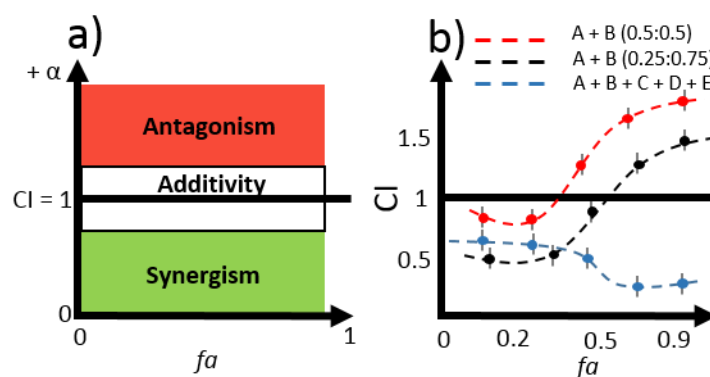 a)
+ α
Antagonism
Additivity
CI = 1
Synergism
0
0
1
fa
b)
A + B (0.5:0.5)
A + B (0.25:0.75)
A + B + C + D + E
1.5
1
0.5
CI
0
0.2
0.5
0.9
fa